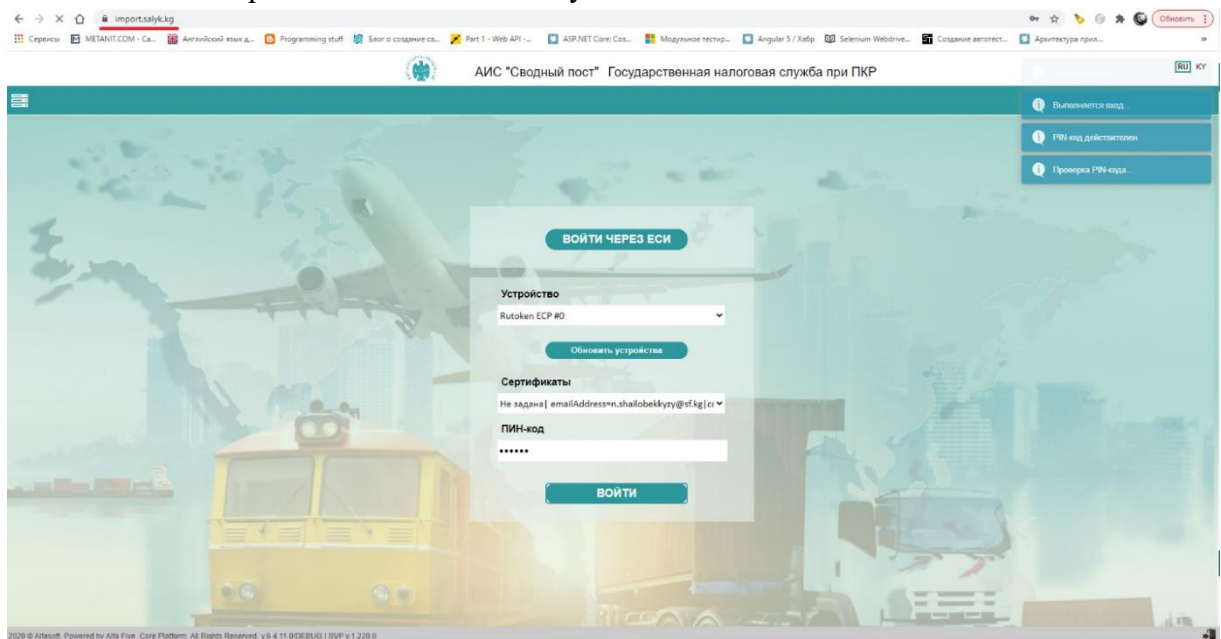 import.salyk.kg
Обновить
Сервисы METANIT.COM - Са... Английский язык д... Programming stuff Блог о создание са... Part 1 - Web API -... ASP.NET Core: Cos... Модульное тестир... Angular 5 / Хабр Selenium Webdrive... Создание автотест... Архитектура прил... »
АИС "Сводный пост" Государственная налоговая служба при ПКР
RU KY
Выполняется вход...
PIN-код действителен
Проверка PIN-кода...
ВОЙТИ ЧЕРЕЗ ЕСИ
Устройство
Rutoken ECP #0
Обновить устройства
Сертификаты
Не задана| emailAddress=n.shailobekkyzy@sf.kg|cc
ПИН-код
••••••
ВОЙТИ
2020 © Alfasoft. Powered by Alfa Five .Core Platform. All Rights Reserved. v.6.4.11.0/DEBUG | SVP v.1.220.0